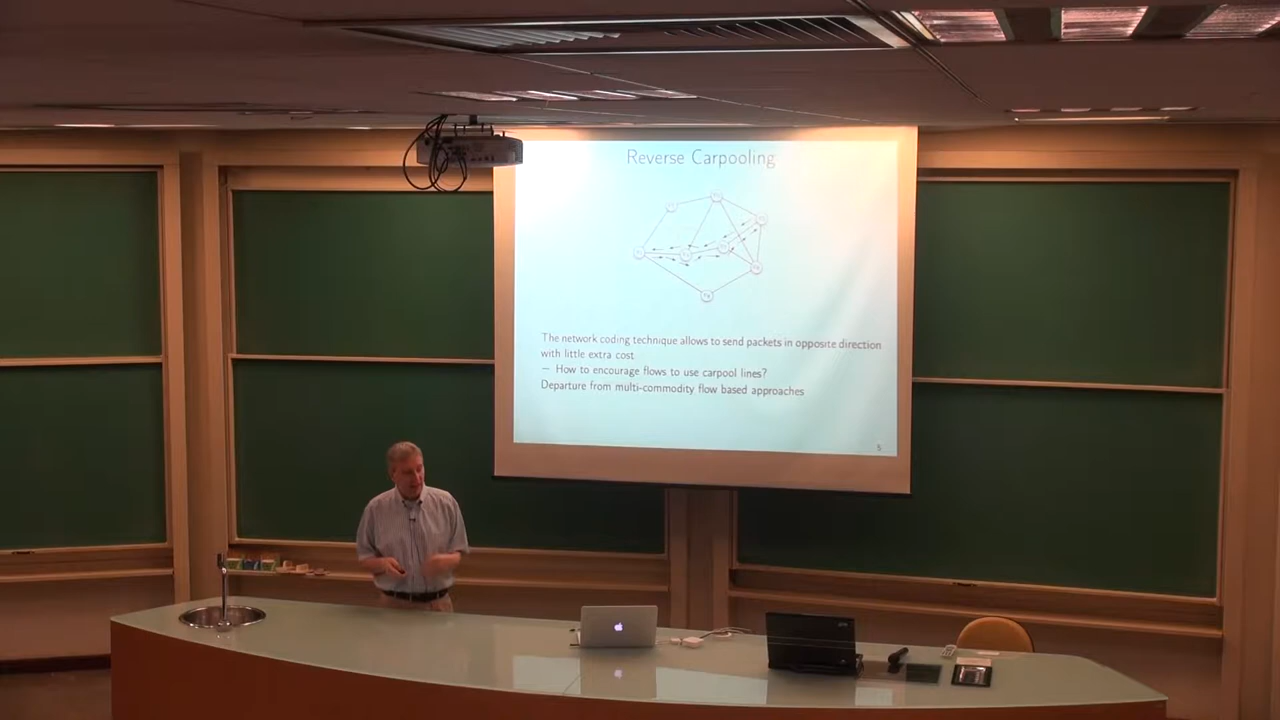 Reverse Carpooling
The network coding technique allows to send packets in opposite direction
with little extra cost
– How to encourage flows to use carpool lines?
Departure from multi-commodity flow based approaches